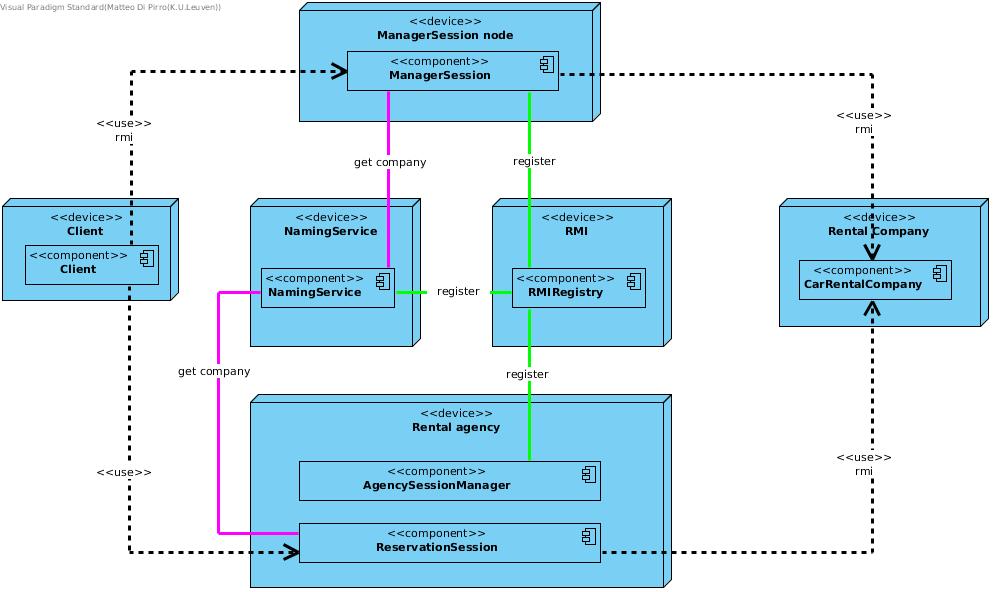 Visual Paradigm Standard(Matteo Di Pirro(K.U.Leuven))
<<device>>
ManagerSession node
<<component>>
ManagerSession
<<use>>
rmi
<<use>>
rmi
get company
register
<<device>>
Client
<<component>>
Client
<<device>>
NamingService
<<component>>
NamingService
register
<<device>>
RMI
<<component>>
RMIRegistry
<<device>>
Rental Company
<<component>>
CarRentalCompany
get company
register
<<device>>
Rental agency
<<component>>
AgencySessionManager
<<component>>
ReservationSession
<<use>>
<<use>>
rmi